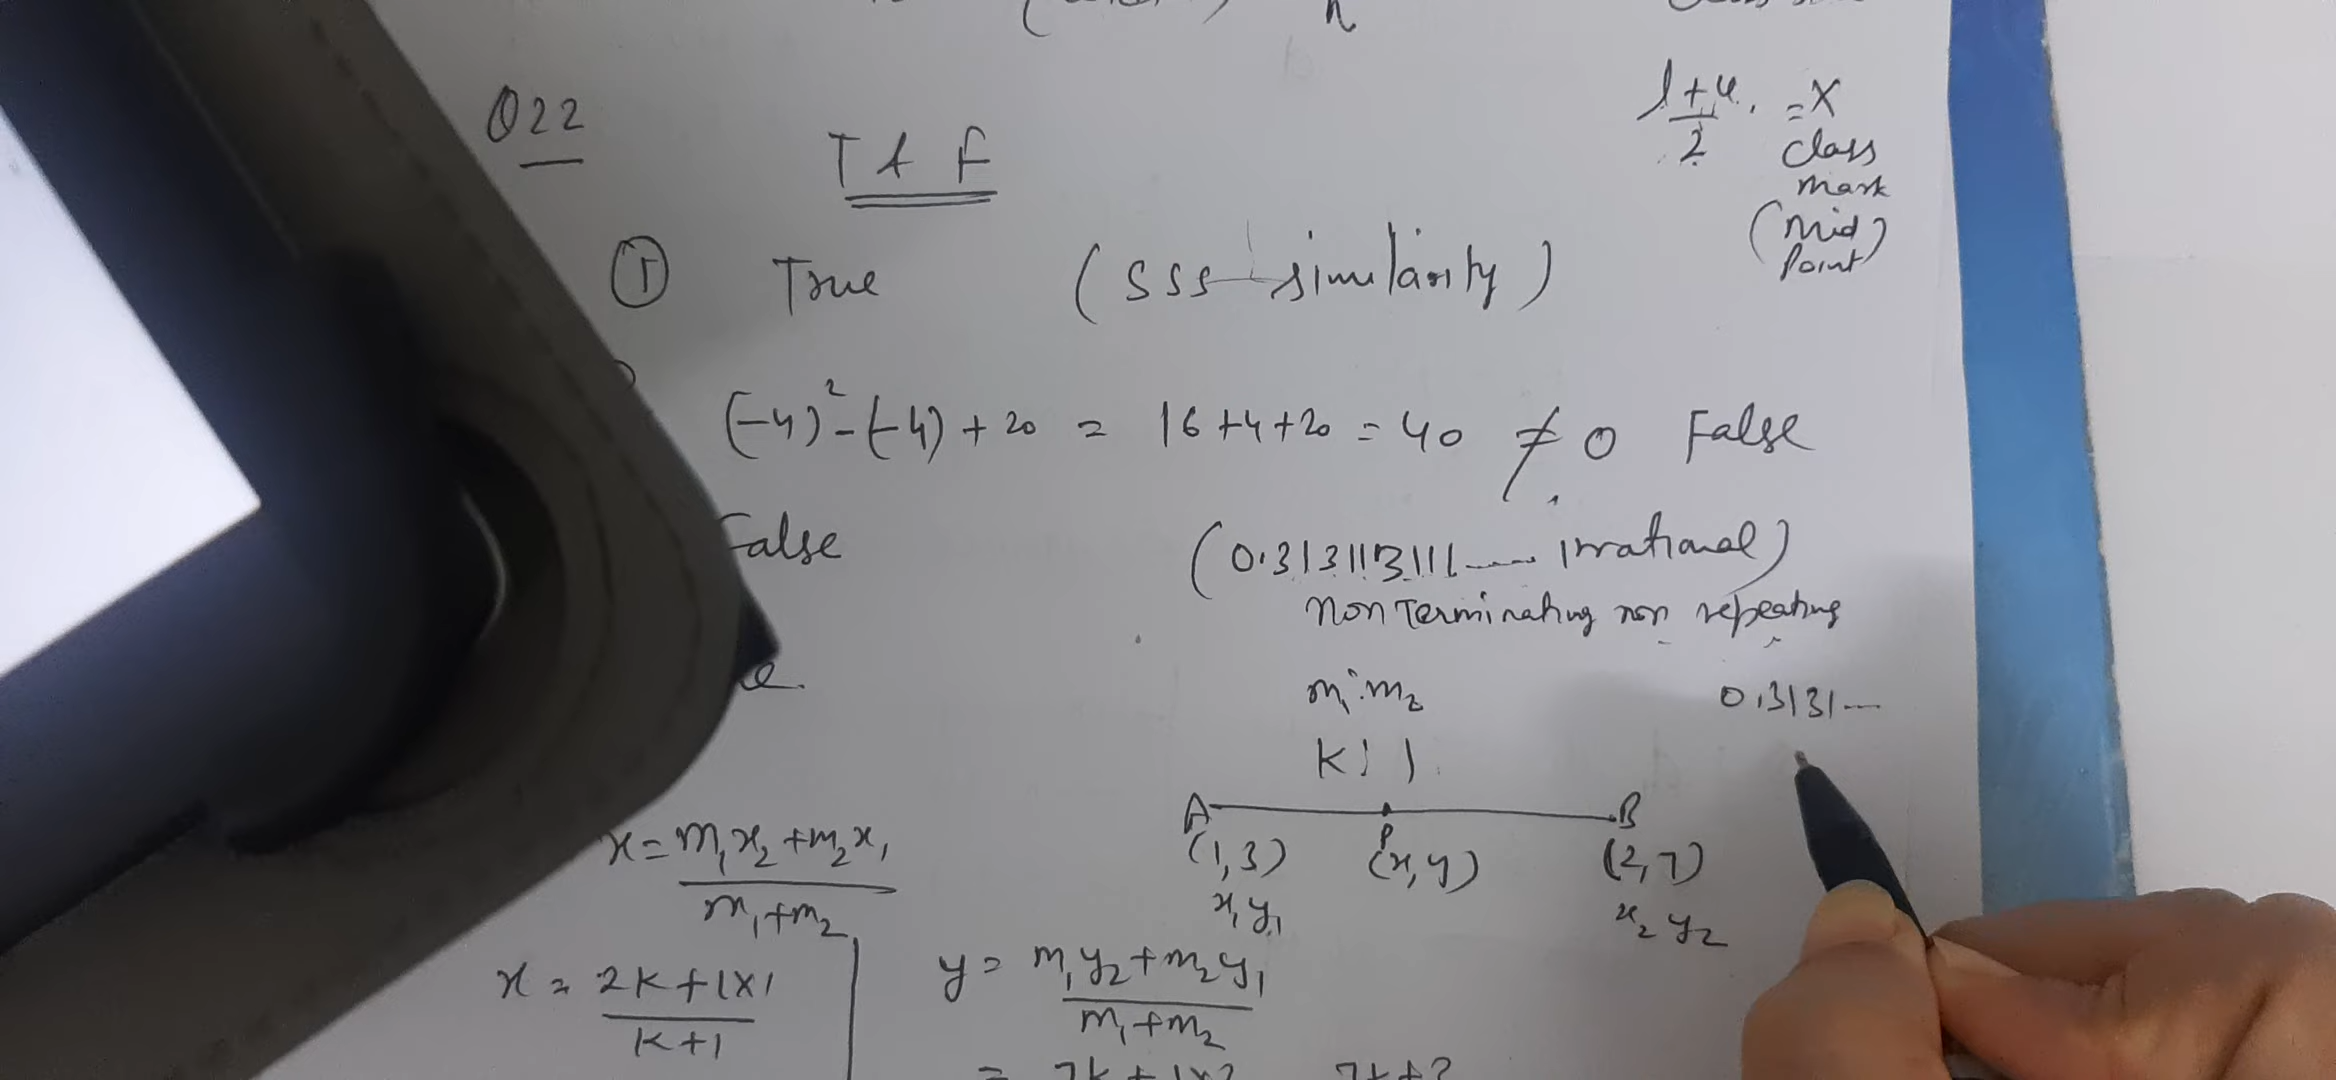 n
Q22
T & F
l+u = x
2
class
mark
(mid
point)
① True (SSS similarity)
(-4)² - (-4) + 20 = 16 + 4 + 20 = 40 ≠ 0 False
False (0.313113111...... irrational)
non terminating non repeating
m₁:m₂ 0.3131...
K : 1
A B
P
(1,3) (x,y) (2,7)
x₁ y₁ x₂ y₂
x = m₁x₂ + m₂x₁
m₁+m₂
x = 2K + 1×1
K+1
y = m₁y₂ + m₂y₁
m₁+m₂